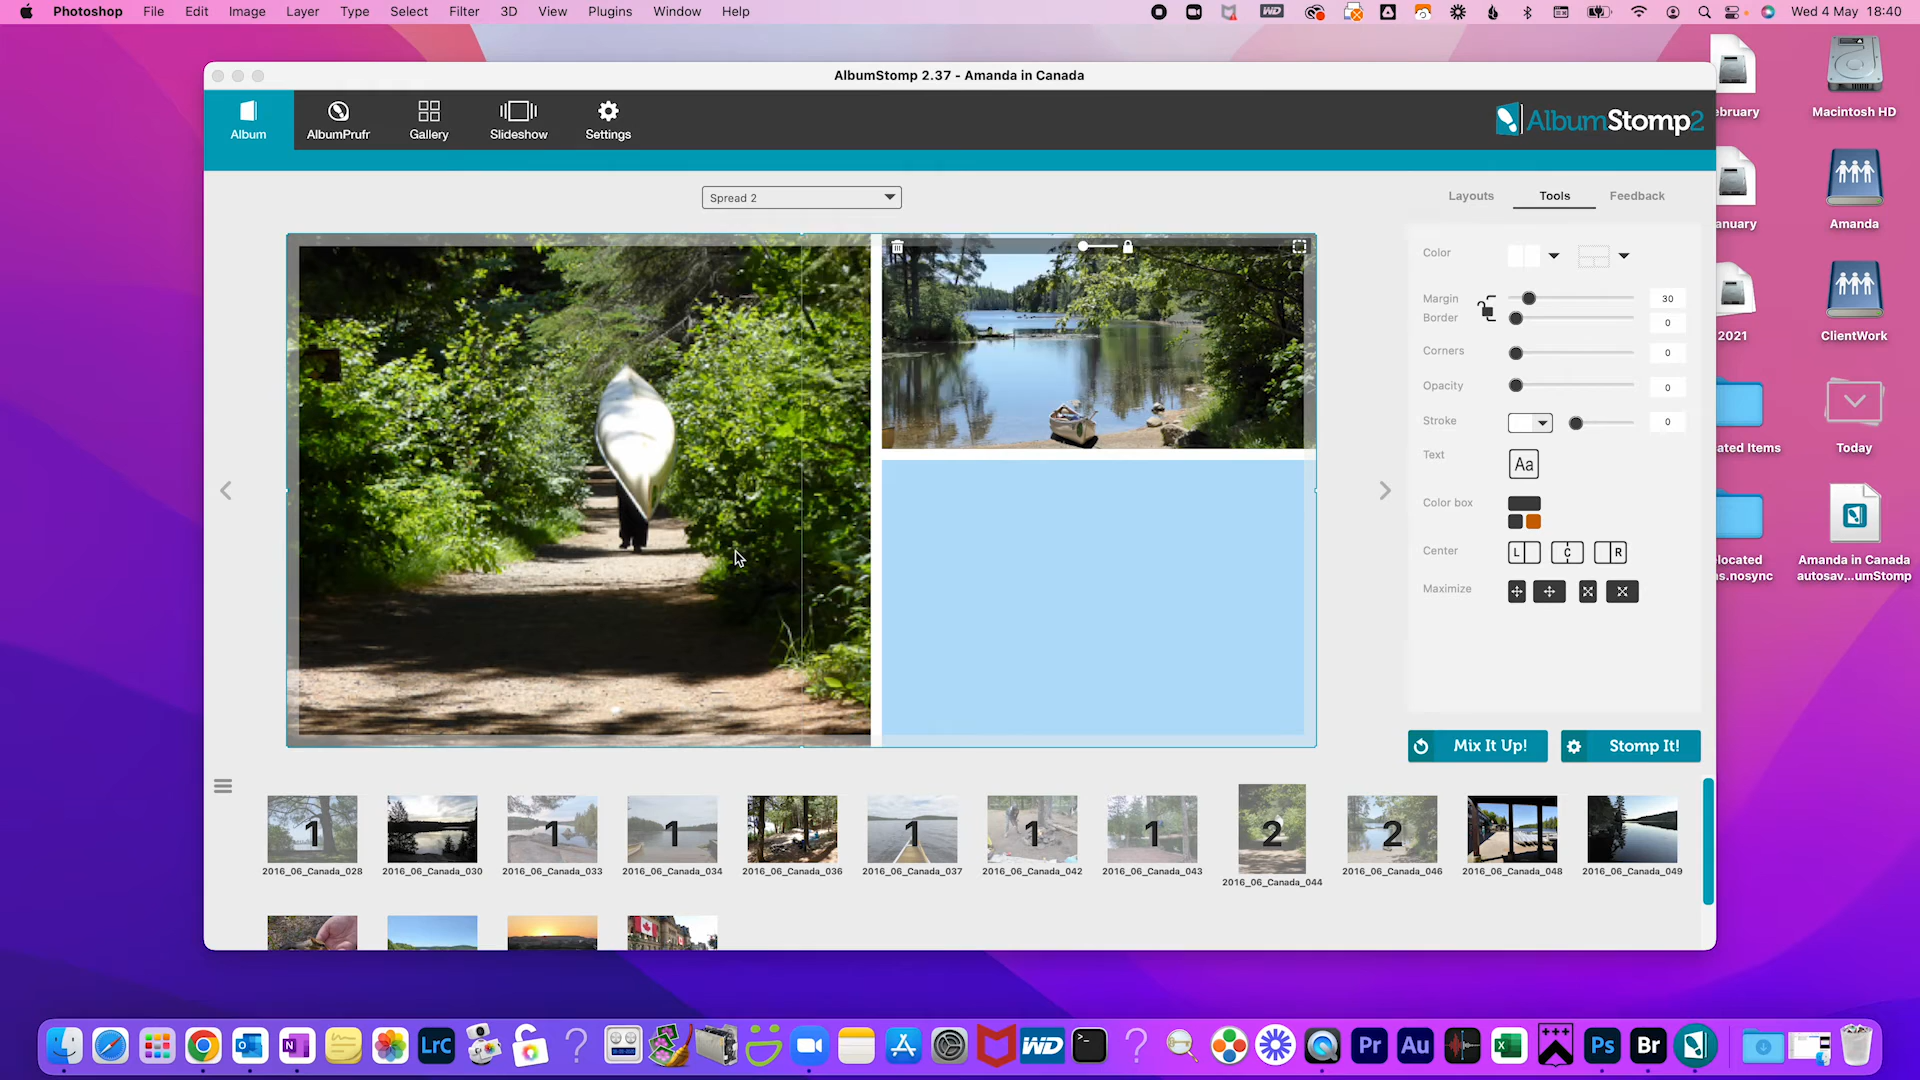 Photoshop File Edit Image Layer Type Select Filter 3D View Plugins Window Help WD Wed 4 May 18:40
AlbumStomp 2.37 - Amanda in Canada
Album AlbumPrufr Gallery Slideshow Settings
AlbumStomp2
Spread 2
Layouts Tools Feedback
Color
Margin 30
Border 0
Corners 0
Opacity 0
Stroke 0
Text Aa
Color box
Center L C R
Maximize
Mix It Up! Stomp It!
1 1 1 1 1 1 2 2
2016_06_Canada_028 2016_06_Canada_030 2016_06_Canada_033 2016_06_Canada_034 2016_06_Canada_036 2016_06_Canada_037 2016_06_Canada_042 2016_06_Canada_043 2016_06_Canada_044 2016_06_Canada_046 2016_06_Canada_048 2016_06_Canada_049
ebruary Macintosh HD
anuary Amanda
2021 ClientWork
ated Items Today
located
s.nosync
Amanda in Canada
autosav...umStomp
LrC WD Pr Au Ps Br